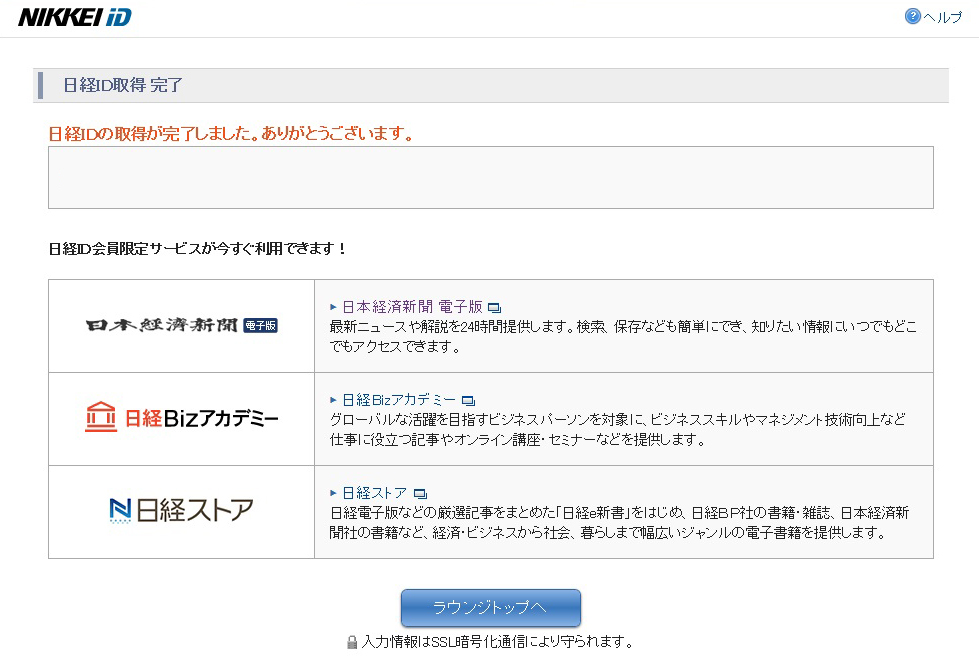 NIKKEI iD
ヘルプ
日経ID取得 完了
日経IDの取得が完了しました。ありがとうございます。
日経ID会員限定サービスが今すぐ利用できます！
日本経済新聞 電子版
日本経済新聞 電子版
最新ニュースや解説を24時間提供します。検索、保存なども簡単にでき、知りたい情報にいつでもどこ
でもアクセスできます。
日経Bizアカデミー
日経Bizアカデミー
グローバルな活躍を目指すビジネスパーソンを対象に、ビジネススキルやマネジメント技術向上など
仕事に役立つ記事やオンライン講座・セミナーなどを提供します。
日経ストア
日経ストア
日経電子版などの厳選記事をまとめた「日経e新書」をはじめ、日経BP社の書籍・雑誌、日本経済新
聞社の書籍など、経済・ビジネスから社会、暮らしまで幅広いジャンルの電子書籍を提供します。
ラウンジトップへ
入力情報はSSL暗号化通信により守られます。